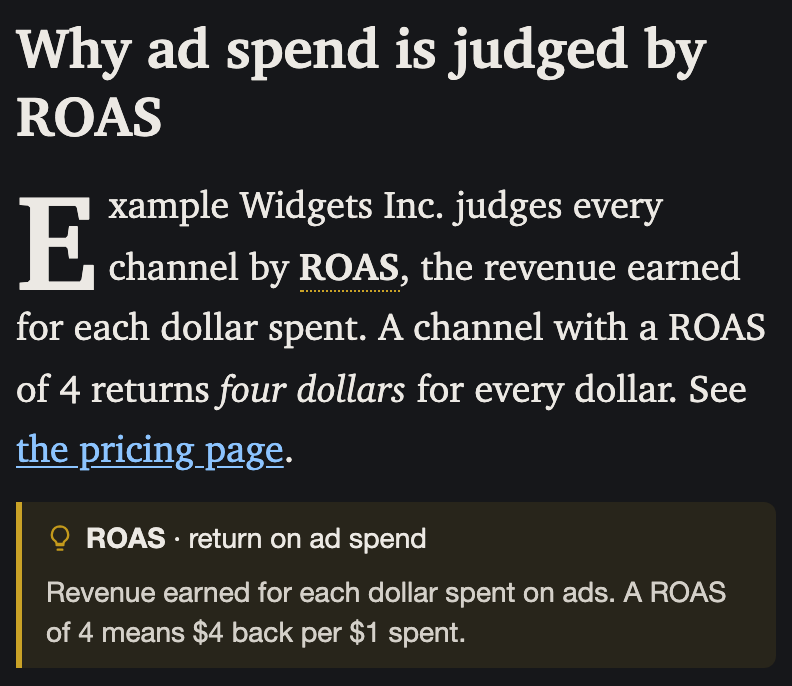 Why ad spend is judged by
ROAS
Example Widgets Inc. judges every
channel by ROAS, the revenue earned
for each dollar spent. A channel with a ROAS
of 4 returns four dollars for every dollar. See
the pricing page.
ROAS · return on ad spend
Revenue earned for each dollar spent on ads. A ROAS
of 4 means $4 back per $1 spent.